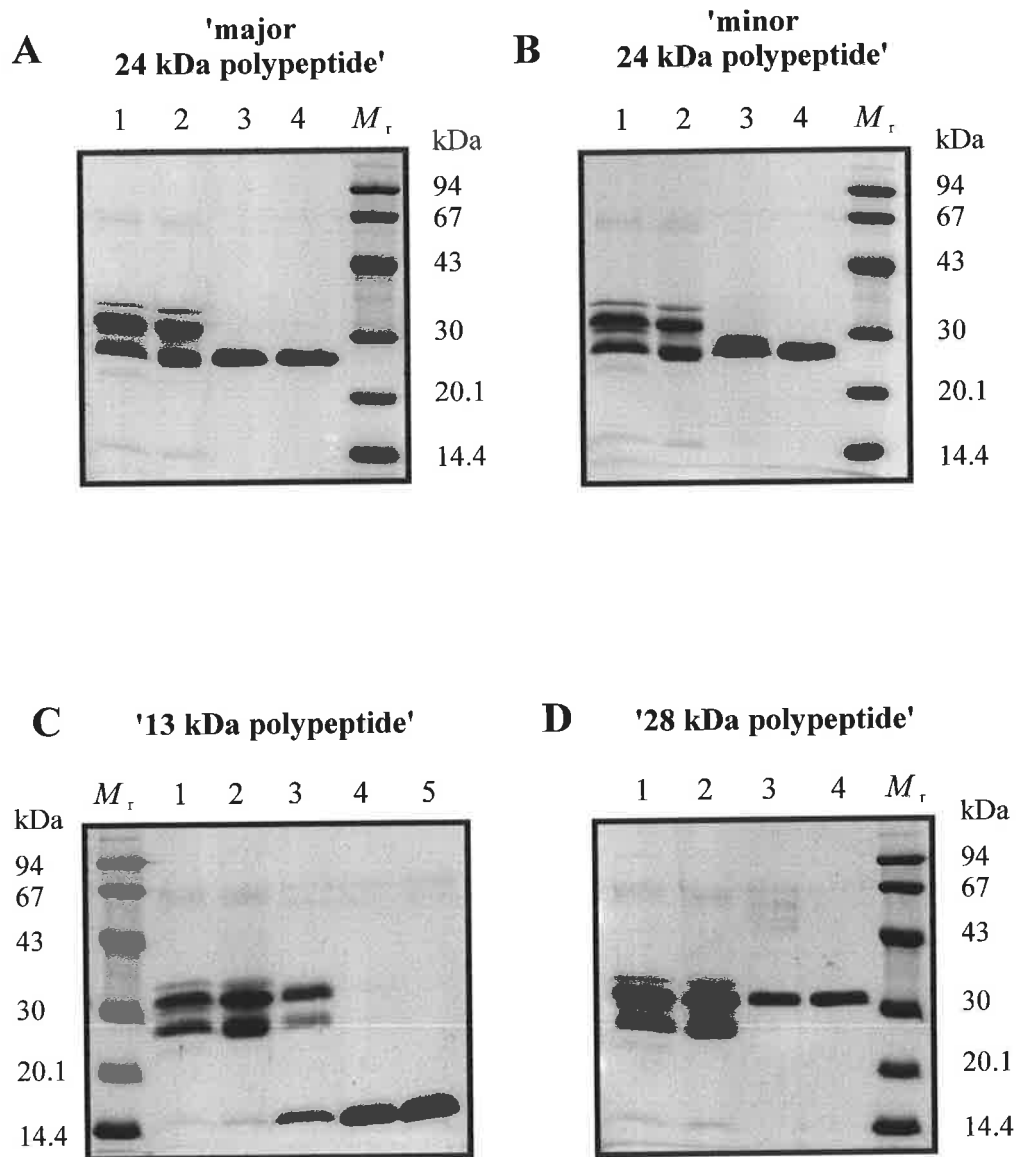 A
'major
24 kDa polypeptide'
1 2 3 4 Mr
kDa
94
67
43
30
20.1
14.4
B
'minor
24 kDa polypeptide'
1 2 3 4 Mr
kDa
94
67
43
30
20.1
14.4
C '13 kDa polypeptide'
Mr 1 2 3 4 5
kDa
94
67
43
30
20.1
14.4
D '28 kDa polypeptide'
1 2 3 4 Mr
kDa
94
67
43
30
20.1
14.4